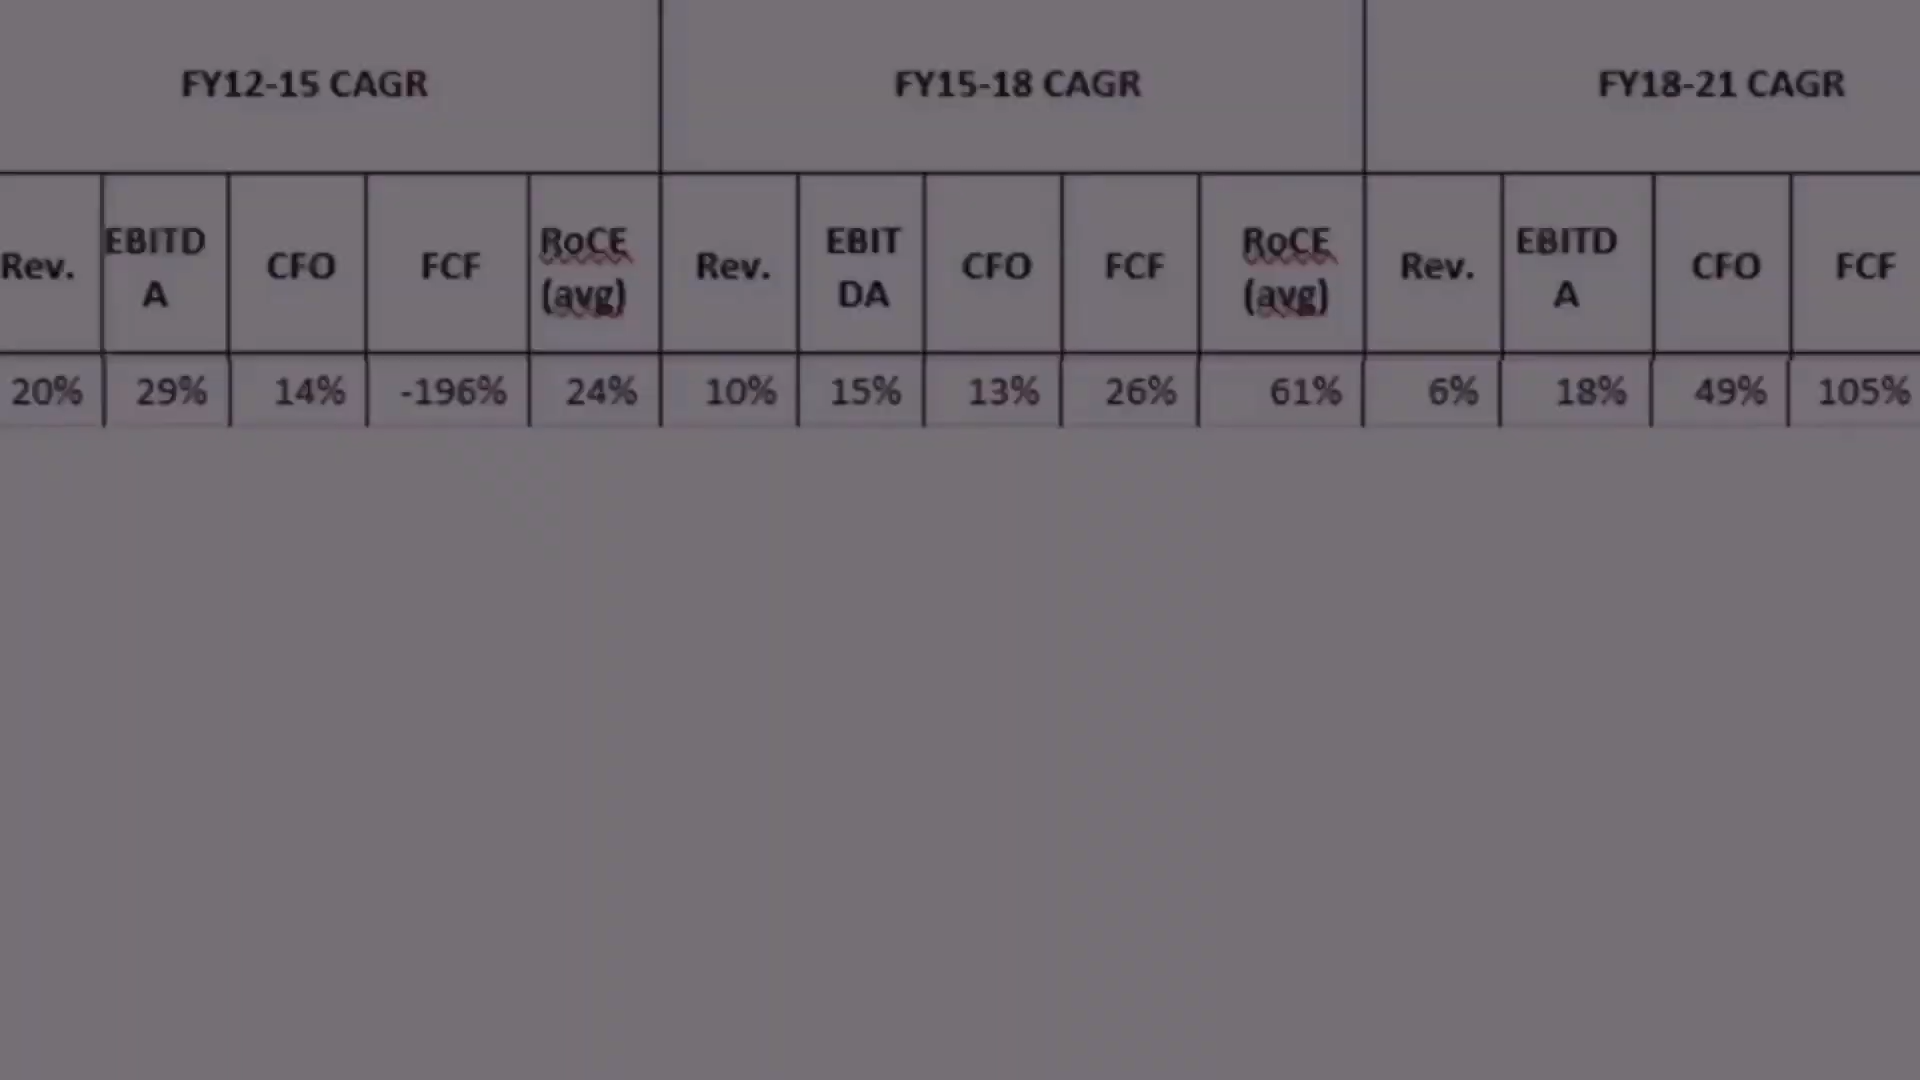 FY12-15 CAGR FY15-18 CAGR FY18-21 CAGR
Rev. EBITD A CFO FCF RoCE (avg) Rev. EBIT DA CFO FCF RoCE (avg) Rev. EBITD A CFO FCF
20% 29% 14% -196% 24% 10% 15% 13% 26% 61% 6% 18% 49% 105%